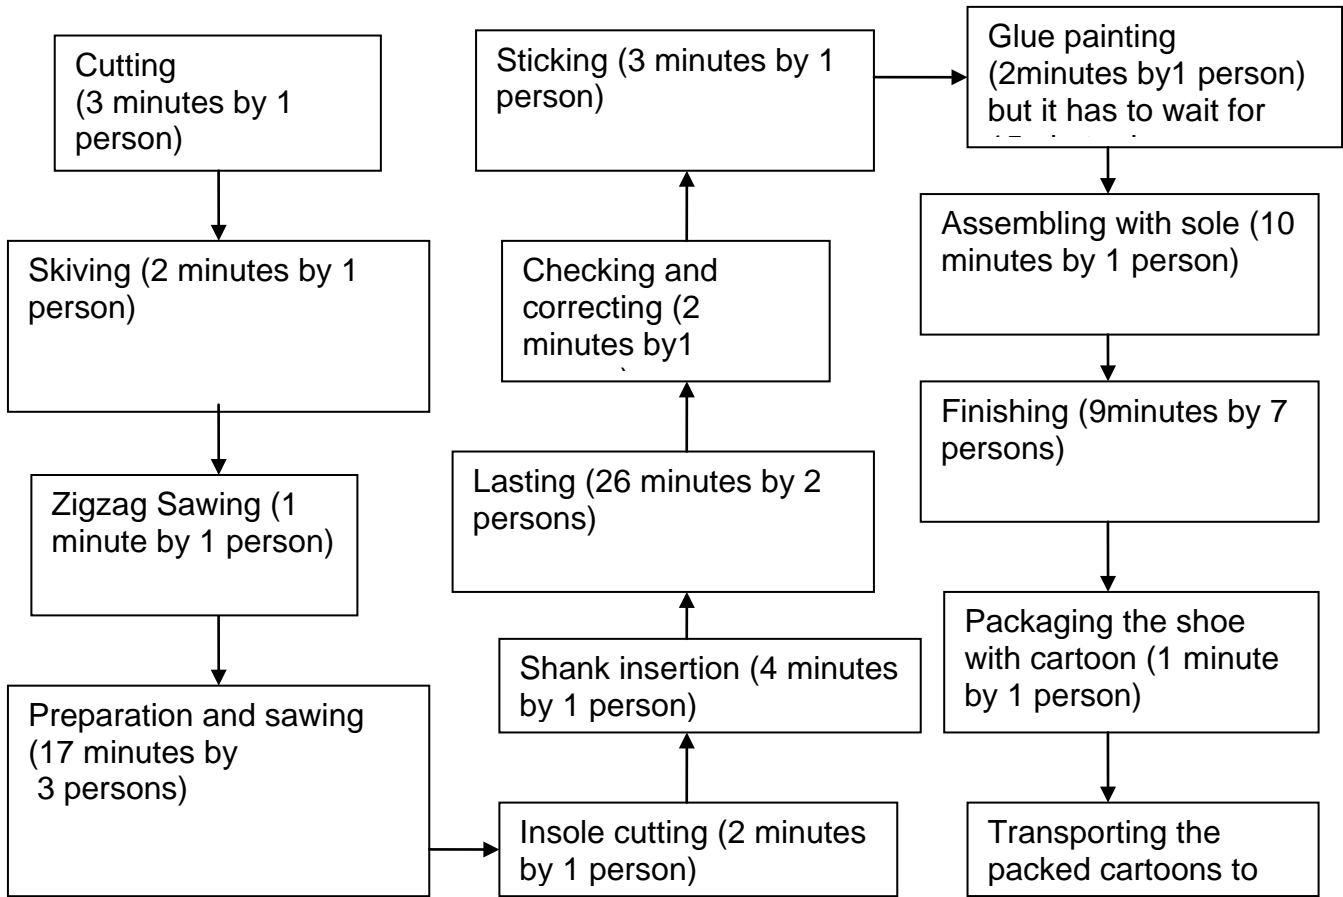 Cutting
(3 minutes by 1
person)
Skiving (2 minutes by 1
person)
Zigzag Sawing (1
minute by 1 person)
Preparation and sawing
(17 minutes by
3 persons)
Insole cutting (2 minutes
by 1 person)
Shank insertion (4 minutes
by 1 person)
Lasting (26 minutes by 2
persons)
Checking and
correcting (2
minutes by1
Sticking (3 minutes by 1
person)
Glue painting
(2minutes by1 person)
but it has to wait for
Assembling with sole (10
minutes by 1 person)
Finishing (9minutes by 7
persons)
Packaging the shoe
with cartoon (1 minute
by 1 person)
Transporting the
packed cartoons to